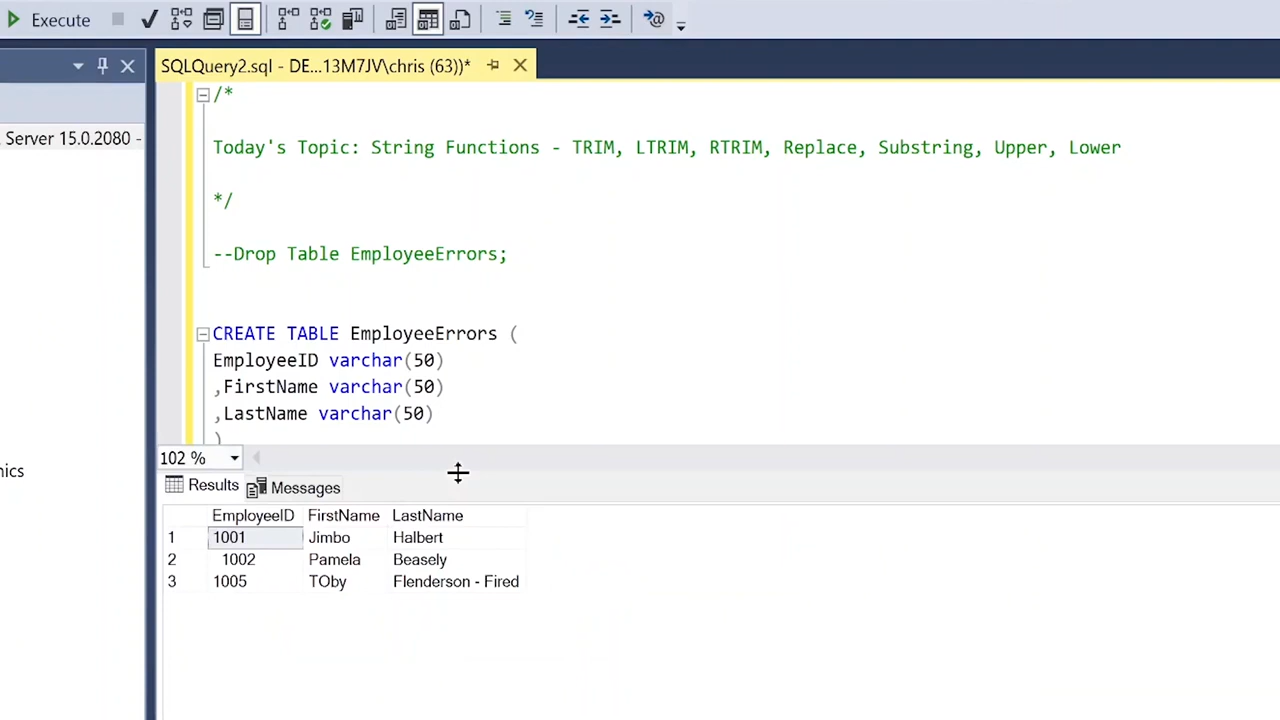 Execute
SQLQuery2.sql - DE...13M7JV\chris (63))*
Server 15.0.2080 -
/*
Today's Topic: String Functions - TRIM, LTRIM, RTRIM, Replace, Substring, Upper, Lower
*/
--Drop Table EmployeeErrors;
CREATE TABLE EmployeeErrors (
EmployeeID varchar(50)
,FirstName varchar(50)
,LastName varchar(50)
)
102 %
nics
Results Messages
EmployeeID FirstName LastName
1 1001 Jimbo Halbert
2 1002 Pamela Beasely
3 1005 TOby Flenderson - Fired